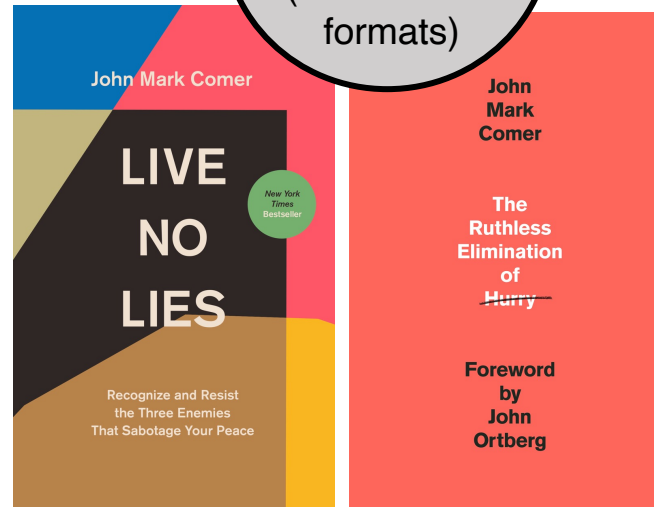 formats)
John Mark Comer
LIVE
NO
LIES
New York
Times
Bestseller
Recognize and Resist
the Three Enemies
That Sabotage Your Peace
John
Mark
Comer
The
Ruthless
Elimination
of
Hurry
Foreword
by
John
Ortberg